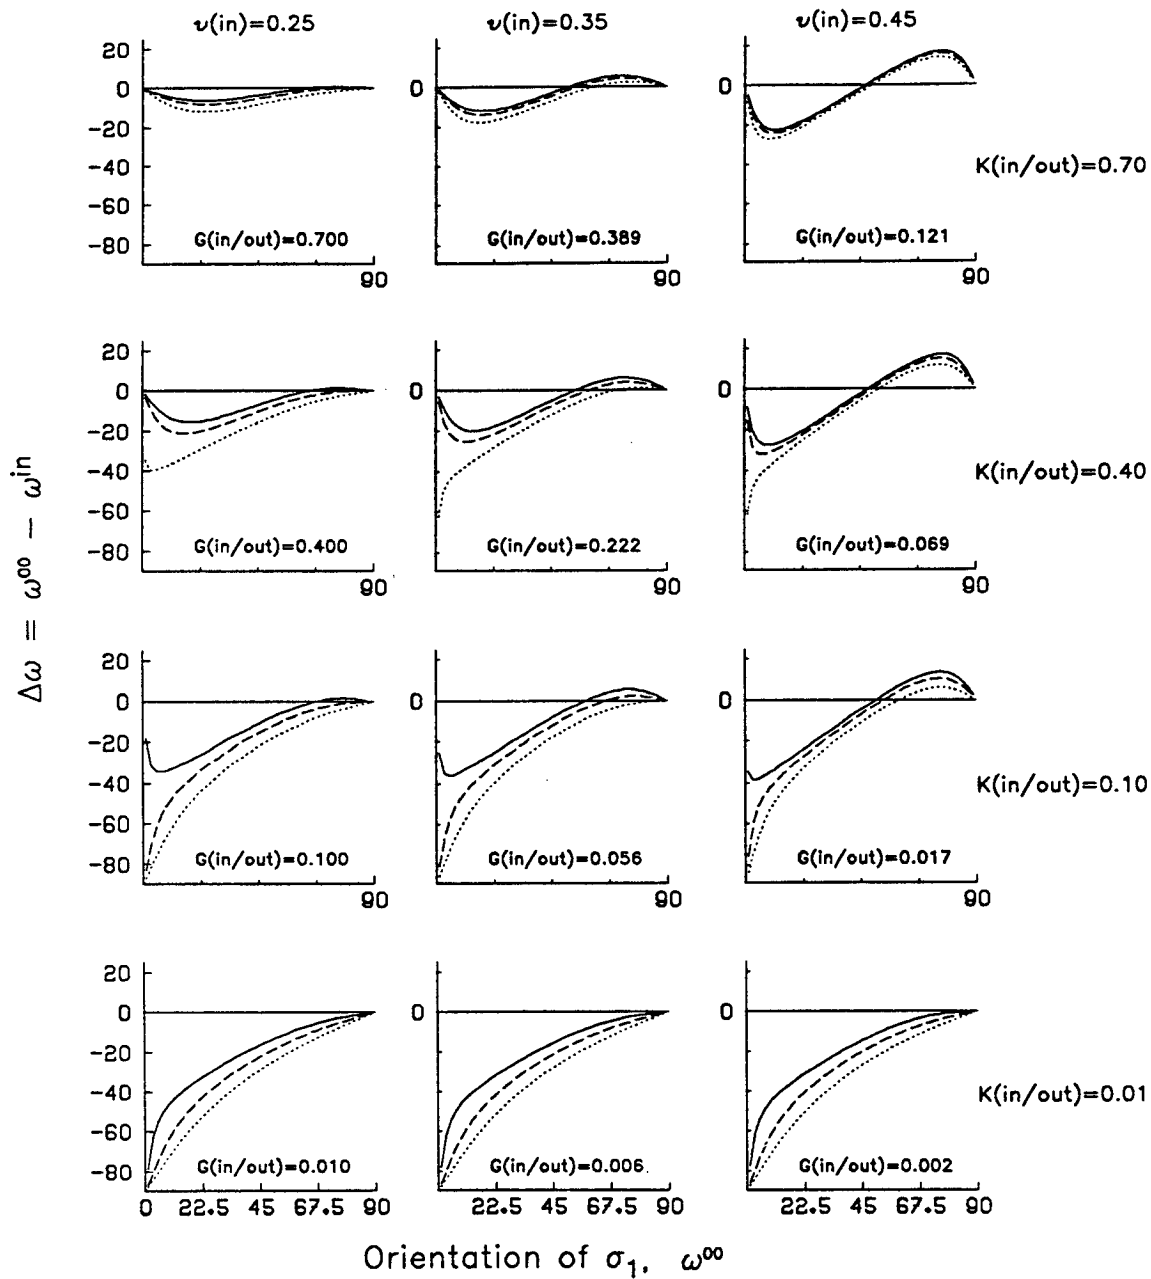 ν(in)=0.25 ν(in)=0.35 ν(in)=0.45
20
0 0 0
-20
-40
-60
-80
K(in/out)=0.70
G(in/out)=0.700 G(in/out)=0.389 G(in/out)=0.121
90 90 90
20
0 0 0
-20
-40
-60
-80
K(in/out)=0.40
G(in/out)=0.400 G(in/out)=0.222 G(in/out)=0.069
90 90 90
Δω = ω∞ − ωin
20
0 0 0
-20
-40
-60
-80
K(in/out)=0.10
G(in/out)=0.100 G(in/out)=0.056 G(in/out)=0.017
90 90 90
20
0 0 0
-20
-40
-60
-80
K(in/out)=0.01
G(in/out)=0.010 G(in/out)=0.006 G(in/out)=0.002
0 22.5 45 67.5 90 22.5 45 67.5 90 22.5 45 67.5 90
Orientation of σ1, ω∞